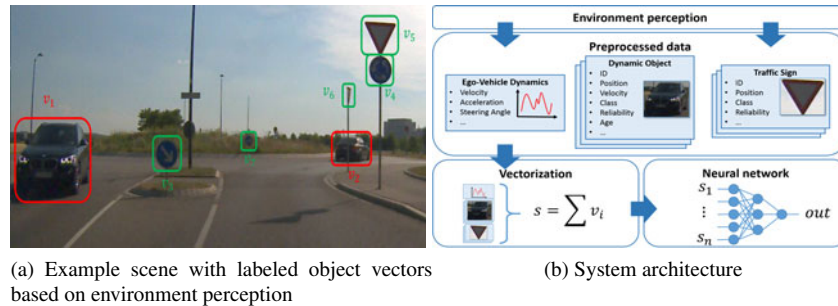 v₁
v₅
v₄
v₆
v₃
v₂
(a) Example scene with labeled object vectors
based on environment perception
Environment perception
Preprocessed data
Ego-Vehicle Dynamics
• Velocity
• Acceleration
• Steering Angle
• ...
Dynamic Object
• ID
• Position
• Velocity
• Class
• Reliability
• Age
• ...
Traffic Sign
• ID
• Position
• Class
• Reliability
• ...
Vectorization
s = ∑ vᵢ
Neural network
s₁
⋮
sₙ
out
(b) System architecture